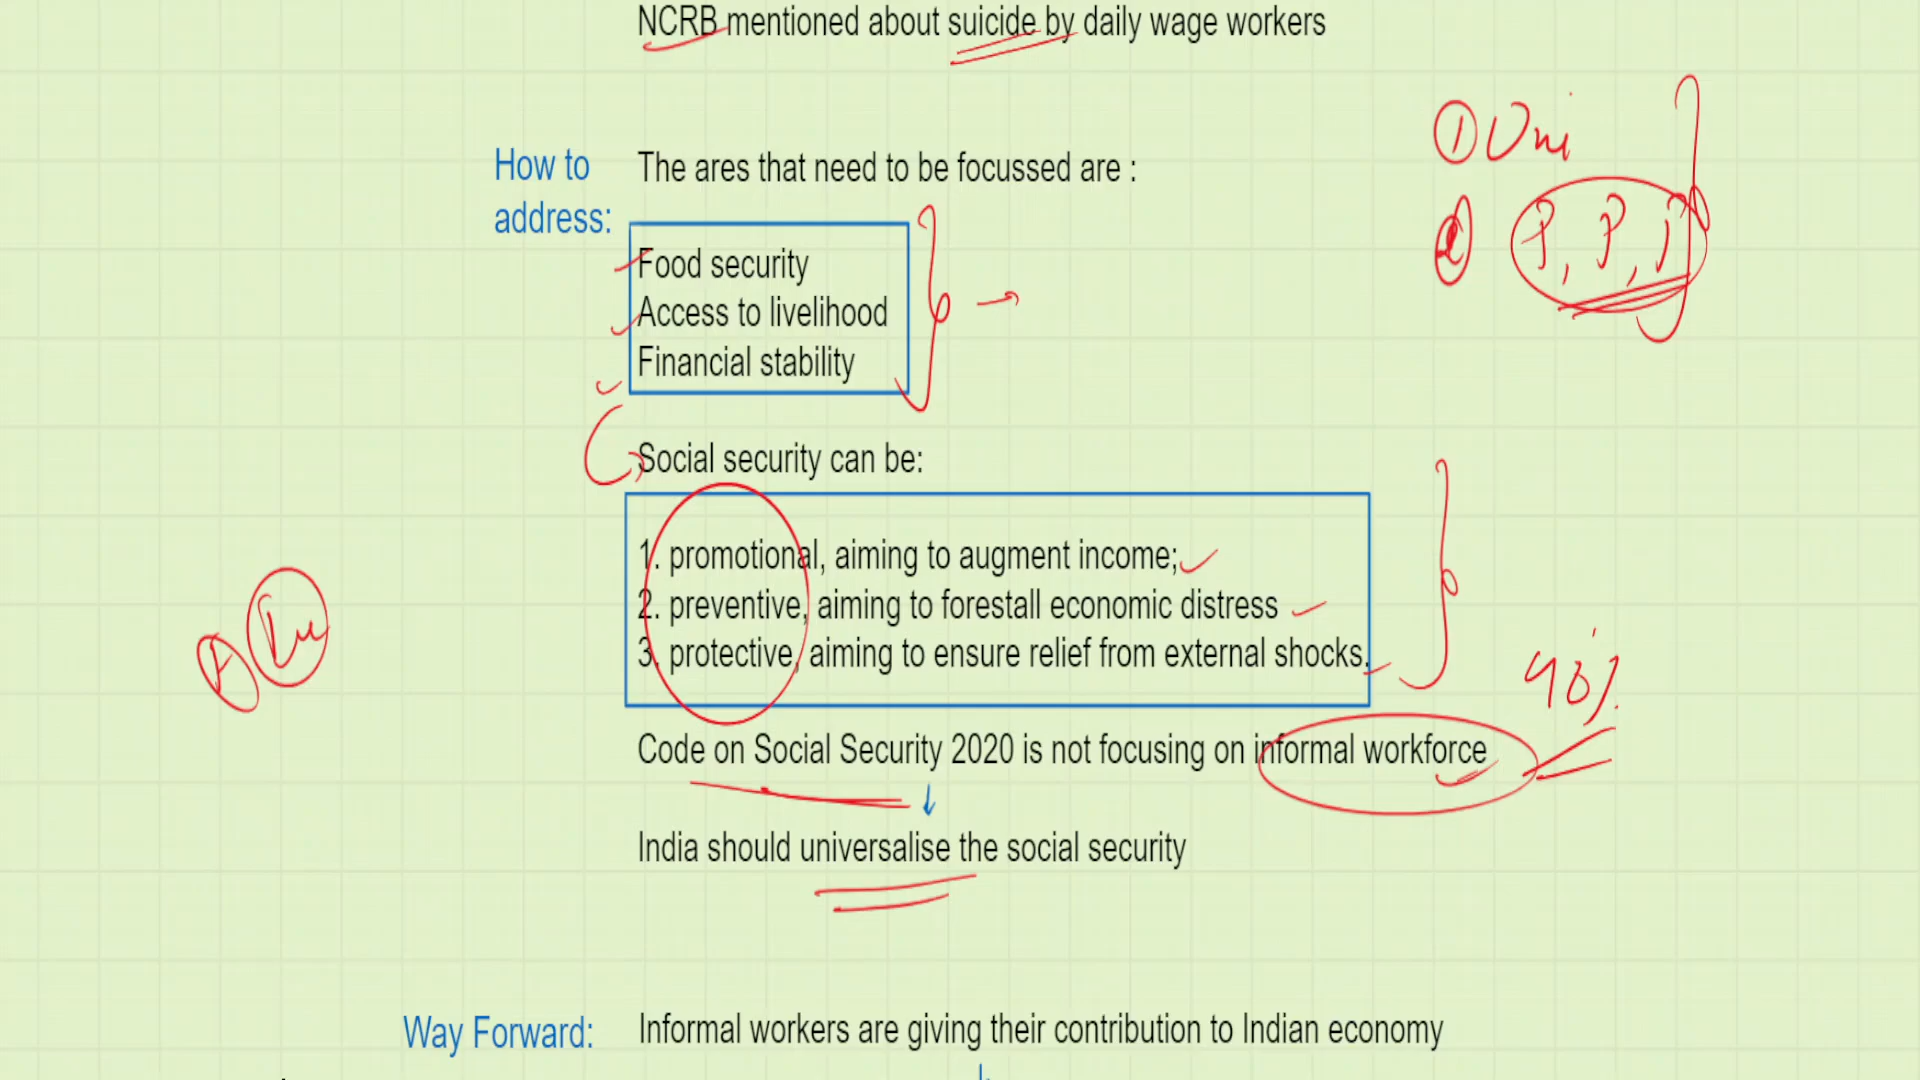 NCRB mentioned about suicide by daily wage workers
① Uni
② P, P, P
How to address:
The ares that need to be focussed are :
Food security
Access to livelihood
Financial stability
Social security can be:
1. promotional, aiming to augment income;
2. preventive, aiming to forestall economic distress
3. protective, aiming to ensure relief from external shocks.
90%
Code on Social Security 2020 is not focusing on informal workforce
India should universalise the social security
Way Forward:
Informal workers are giving their contribution to Indian economy